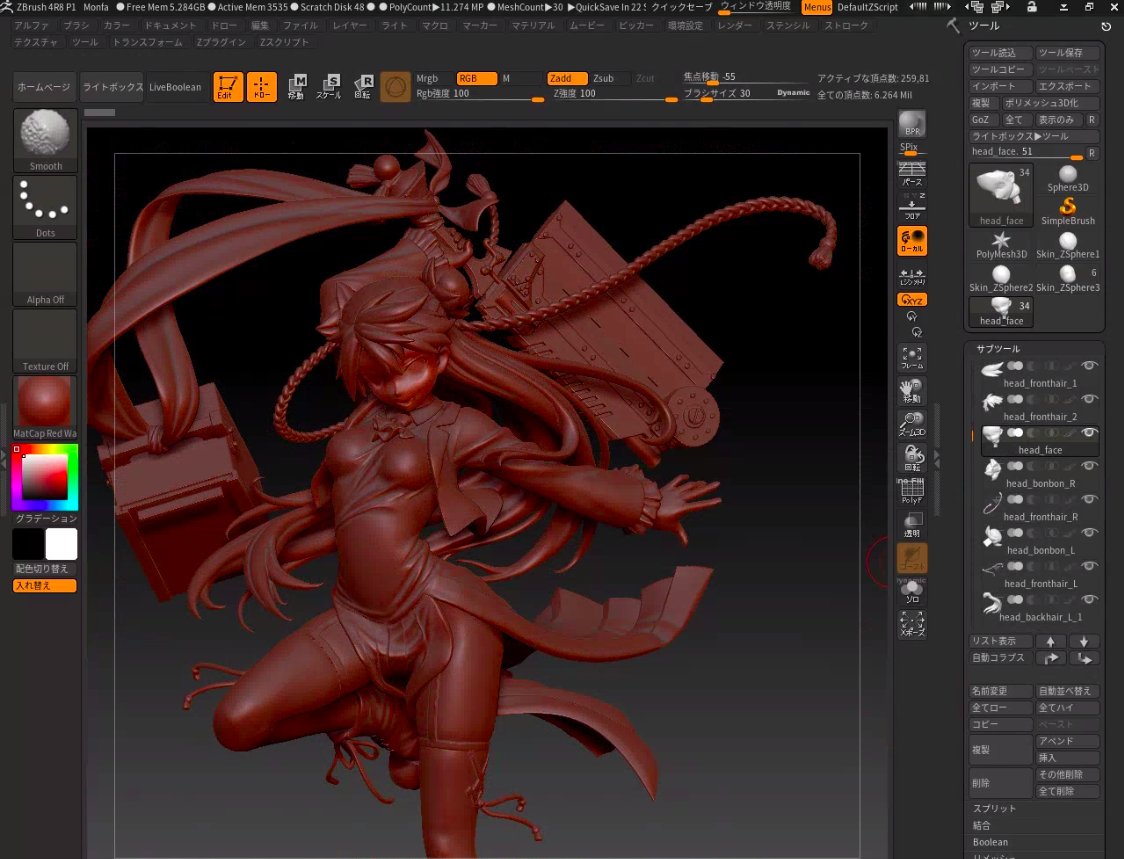 ZBrush 4R8 P1 Monfa ●Free Mem 5.284GB●Active Mem 3535●Scratch Disk 48● ●PolyCount▶11.274 MP ●MeshCount▶30 ▶QuickSave In 22 クイックセーブ ウィンドウ透明度 Menus DefaultZScript
アルファ ブラシ カラー ドキュメント ドロー 編集 ファイル レイヤー ライト マクロ マーカー マテリアル ムービー ピッカー 環境設定 レンダー ステンシル ストローク
テクスチャ ツール トランスフォーム Zプラグイン Zスクリプト
ホームページ ライトボックス LiveBoolean Edit ドロー 移動 スケール 回転
M S R
Mrgb RGB M Zadd Zsub Zcut 焦点移動 -55 アクティブな頂点数: 259,81
Rgb強度 100 Z強度 100 ブラシサイズ 30 Dynamic 全ての頂点数: 6.264 Mil
Smooth
Dots
Alpha Off
Texture Off
MatCap Red Wa
グラデーション
配色切り替え
入れ替え
BPR
SPix
パース
フロア
ローカル
XYZ
フレーム
移動
ズーム3D
回転
PolyF
透明
ゴースト
Dynamic
ソロ
Xポーズ
ツール
ツール読込 ツール保存
ツールコピー ツールペースト
インポート エクスポート
複製 ポリメッシュ3D化
GoZ 全て 表示のみ R
ライトボックス▶ツール
head_face. 51 R
34
head_face Sphere3D
SimpleBrush
PolyMesh3D Skin_ZSphere1
6
Skin_ZSphere2 Skin_ZSphere3
34
head_face
サブツール
head_fronthair_1
head_fronthair_2
head_face
head_bonbon_R
head_fronthair_R
head_bonbon_L
head_fronthair_L
head_backhair_L_1
リスト表示
自動コラプス
名前変更 自動並べ替え
全てロー 全てハイ
コピー ペースト
複製 アペンド
挿入
削除 その他削除
全て削除
スプリット
結合
Boolean
リメッシュ